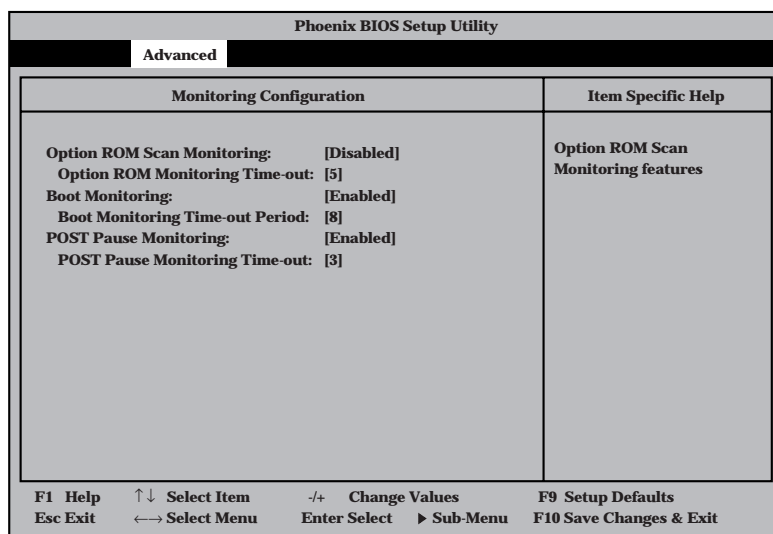 Phoenix BIOS Setup Utility
Advanced
Monitoring Configuration
Item Specific Help
Option ROM Scan Monitoring: [Disabled]
Option ROM Monitoring Time-out: [5]
Boot Monitoring: [Enabled]
Boot Monitoring Time-out Period: [8]
POST Pause Monitoring: [Enabled]
POST Pause Monitoring Time-out: [3]
Option ROM Scan
Monitoring features
F1 Help ↑↓ Select Item -/+ Change Values F9 Setup Defaults
Esc Exit ←→ Select Menu Enter Select ▶ Sub-Menu F10 Save Changes & Exit